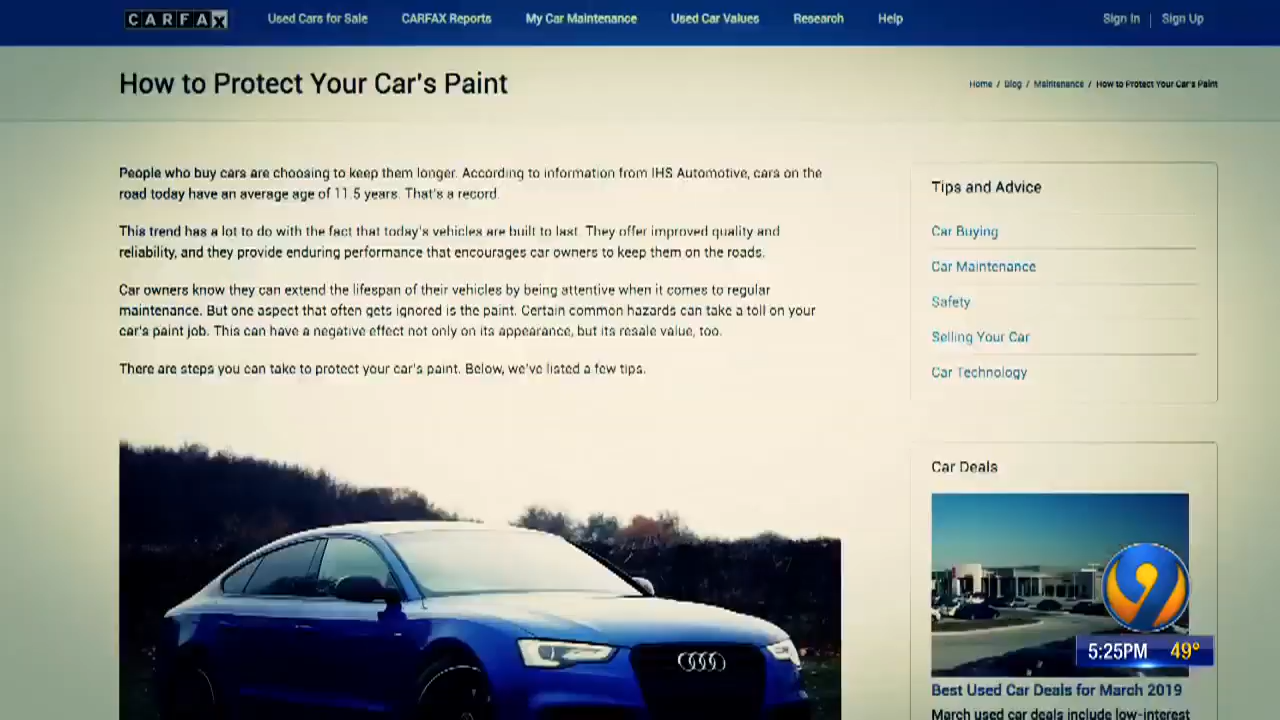 CARFAX
Used Cars for Sale
CARFAX Reports
My Car Maintenance
Used Car Values
Research
Help
Sign In | Sign Up
How to Protect Your Car's Paint
Home / Blog / Maintenance / How to Protect Your Car's Paint
People who buy cars are choosing to keep them longer. According to information from IHS Automotive, cars on the
road today have an average age of 11.5 years. That's a record.
This trend has a lot to do with the fact that today's vehicles are built to last. They offer improved quality and
reliability, and they provide enduring performance that encourages car owners to keep them on the roads.
Car owners know they can extend the lifespan of their vehicles by being attentive when it comes to regular
maintenance. But one aspect that often gets ignored is the paint. Certain common hazards can take a toll on your
car's paint job. This can have a negative effect not only on its appearance, but its resale value, too.
There are steps you can take to protect your car's paint. Below, we've listed a few tips.
Tips and Advice
Car Buying
Car Maintenance
Safety
Selling Your Car
Car Technology
Car Deals
9
5:25PM 49°
Best Used Car Deals for March 2019
March used car deals include low-interest